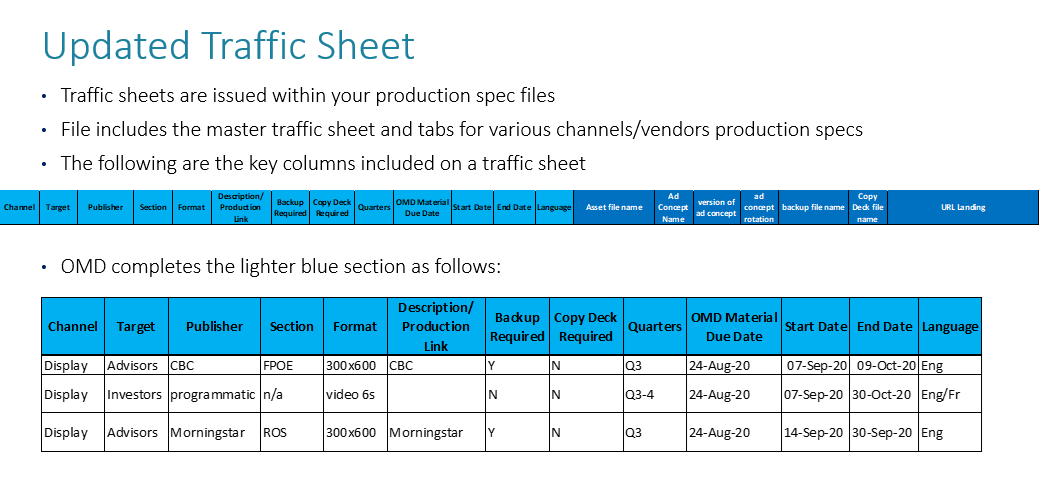 Updated Traffic Sheet
• Traffic sheets are issued within your production spec files
• File includes the master traffic sheet and tabs for various channels/vendors production specs
• The following are the key columns included on a traffic sheet
Channel Target Publisher Section Format Description/ Production Link Backup Required Copy Deck Required Quarters OMD Material Due Date Start Date End Date Language Asset file name Ad Concept Name version of ad concept ad concept rotation backup file name Copy Deck file name URL Landing
• OMD completes the lighter blue section as follows:
Channel Target Publisher Section Format Description/ Production Link Backup Required Copy Deck Required Quarters OMD Material Due Date Start Date End Date Language
Display Advisors CBC FPOE 300x600 CBC Y N Q3 24-Aug-20 07-Sep-20 09-Oct-20 Eng
Display Investors programmatic n/a video 6s N N Q3-4 24-Aug-20 07-Sep-20 30-Oct-20 Eng/Fr
Display Advisors Morningstar ROS 300x600 Morningstar Y N Q3 24-Aug-20 14-Sep-20 30-Sep-20 Eng